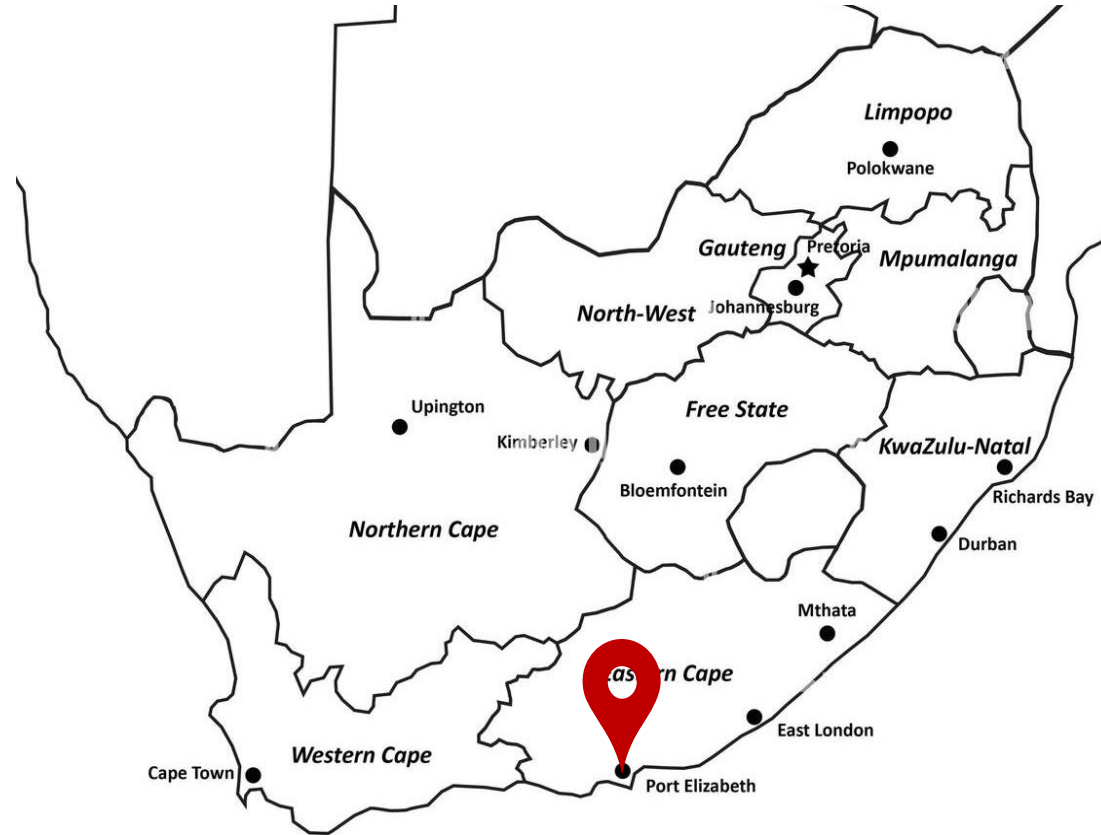 Limpopo
Polokwane
Gauteng
Pretoria
Mpumalanga
Johannesburg
North-West
Upington
Free State
Kimberley
KwaZulu-Natal
Bloemfontein
Richards Bay
Northern Cape
Durban
Mthata
Cape
East London
Western Cape
Cape Town
Port Elizabeth